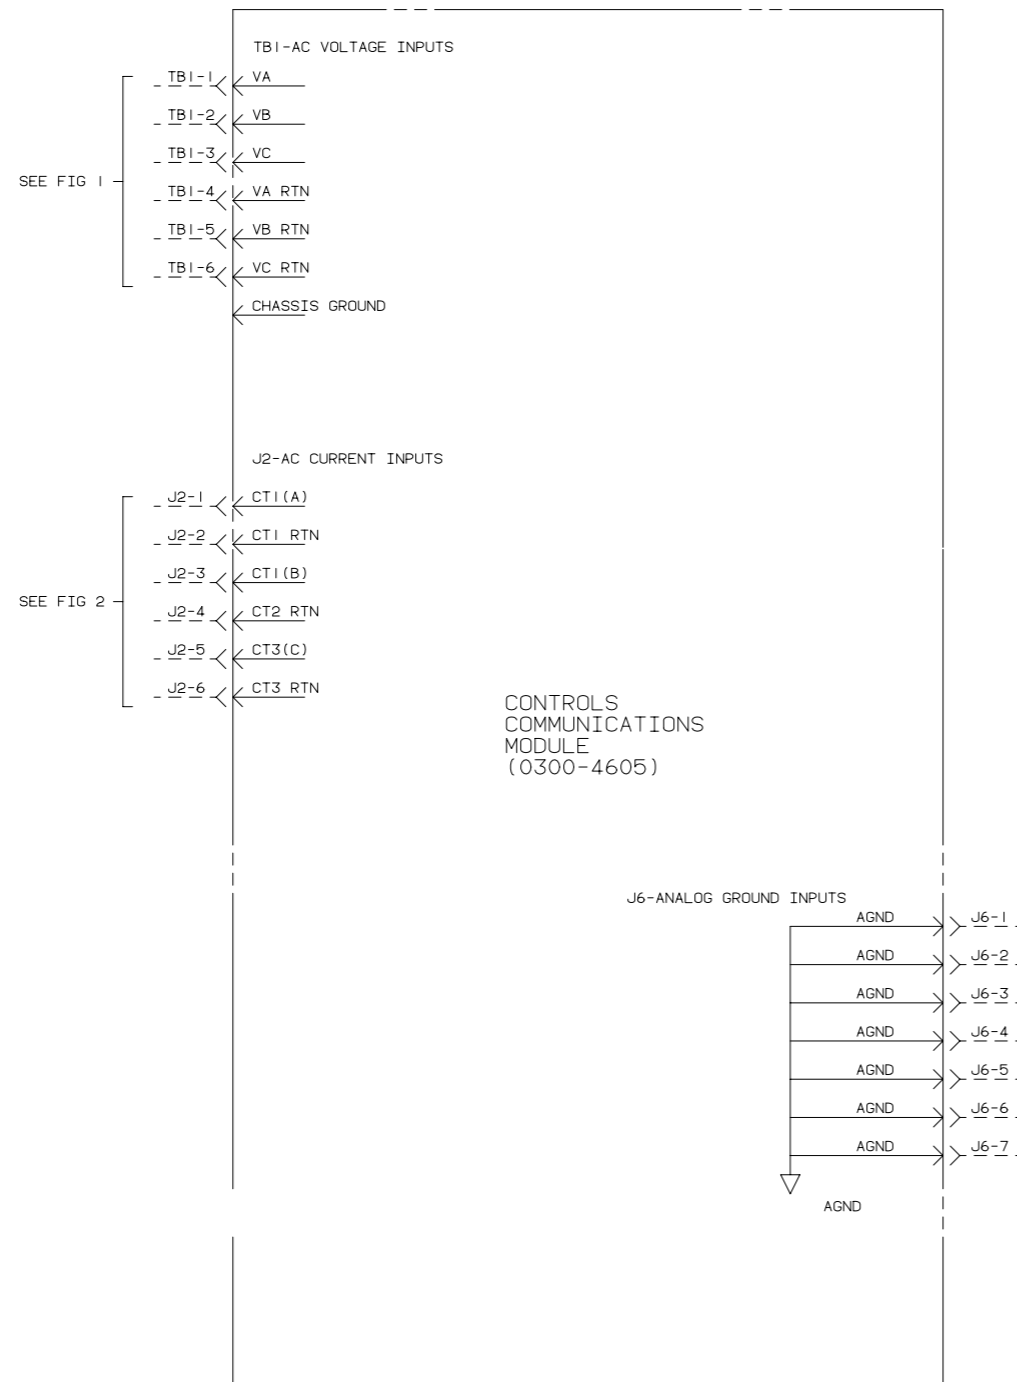 TB1-AC VOLTAGE INPUTS
TB1-1 VA
TB1-2 VB
TB1-3 VC
SEE FIG 1
TB1-4 VA RTN
TB1-5 VB RTN
TB1-6 VC RTN
CHASSIS GROUND
J2-AC CURRENT INPUTS
J2-1 CT1(A)
J2-2 CT1 RTN
J2-3 CT1(B)
SEE FIG 2
J2-4 CT2 RTN
J2-5 CT3(C)
J2-6 CT3 RTN
CONTROLS
COMMUNICATIONS
MODULE
(0300-4605)
J6-ANALOG GROUND INPUTS
AGND J6-1
AGND J6-2
AGND J6-3
AGND J6-4
AGND J6-5
AGND J6-6
AGND J6-7
AGND